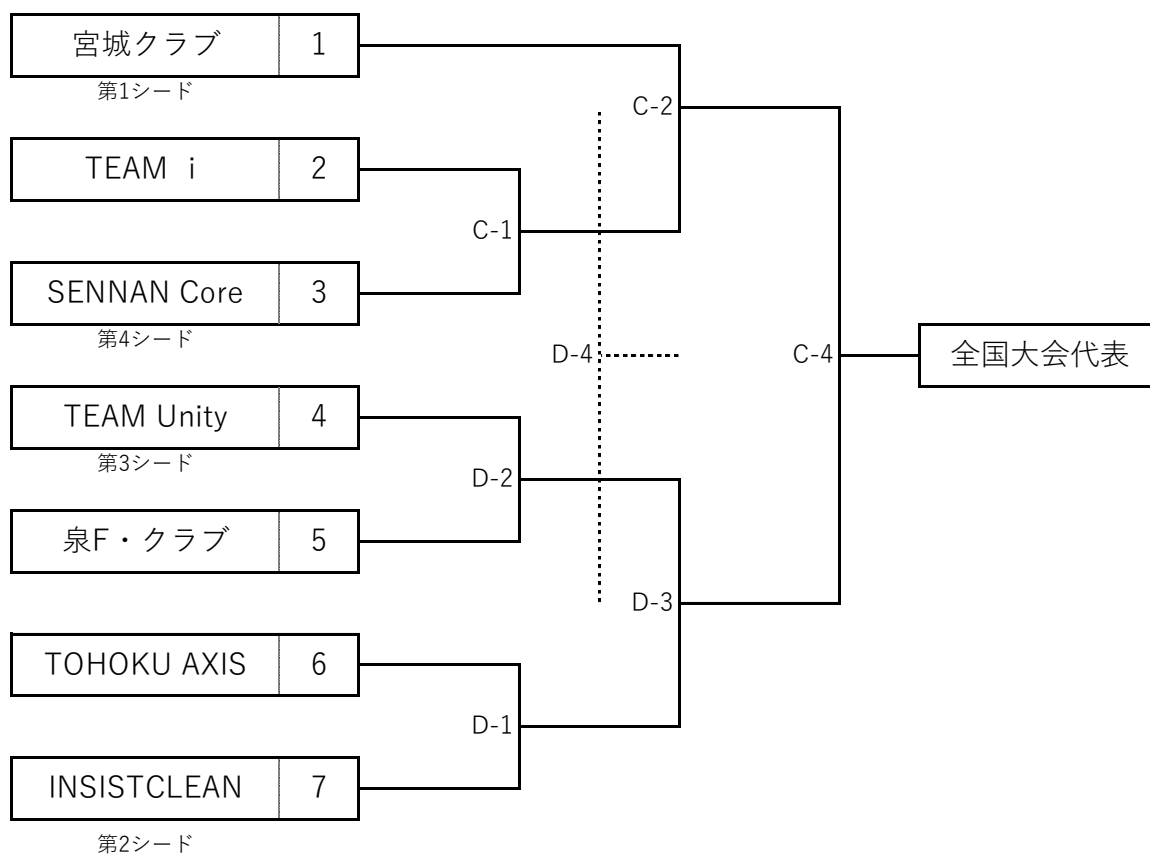 宮城クラブ 1
第1シード
C-2
TEAM i 2
C-1
SENNAN Core 3
第4シード
D-4
C-4
全国大会代表
TEAM Unity 4
第3シード
D-2
泉F・クラブ 5
D-3
TOHOKU AXIS 6
D-1
INSISTCLEAN 7
第2シード